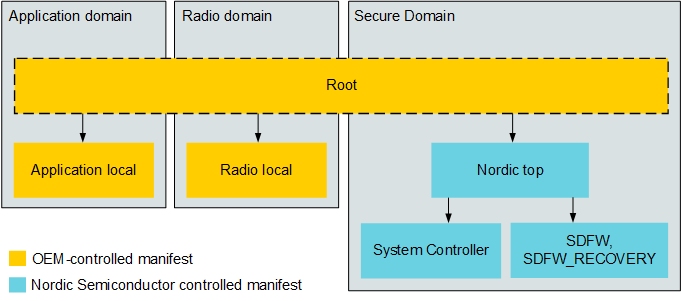 Application domain
Radio domain
Secure Domain
Root
Application local
Radio local
Nordic top
System Controller
SDFW,
SDFW_RECOVERY
OEM-controlled manifest
Nordic Semiconductor controlled manifest